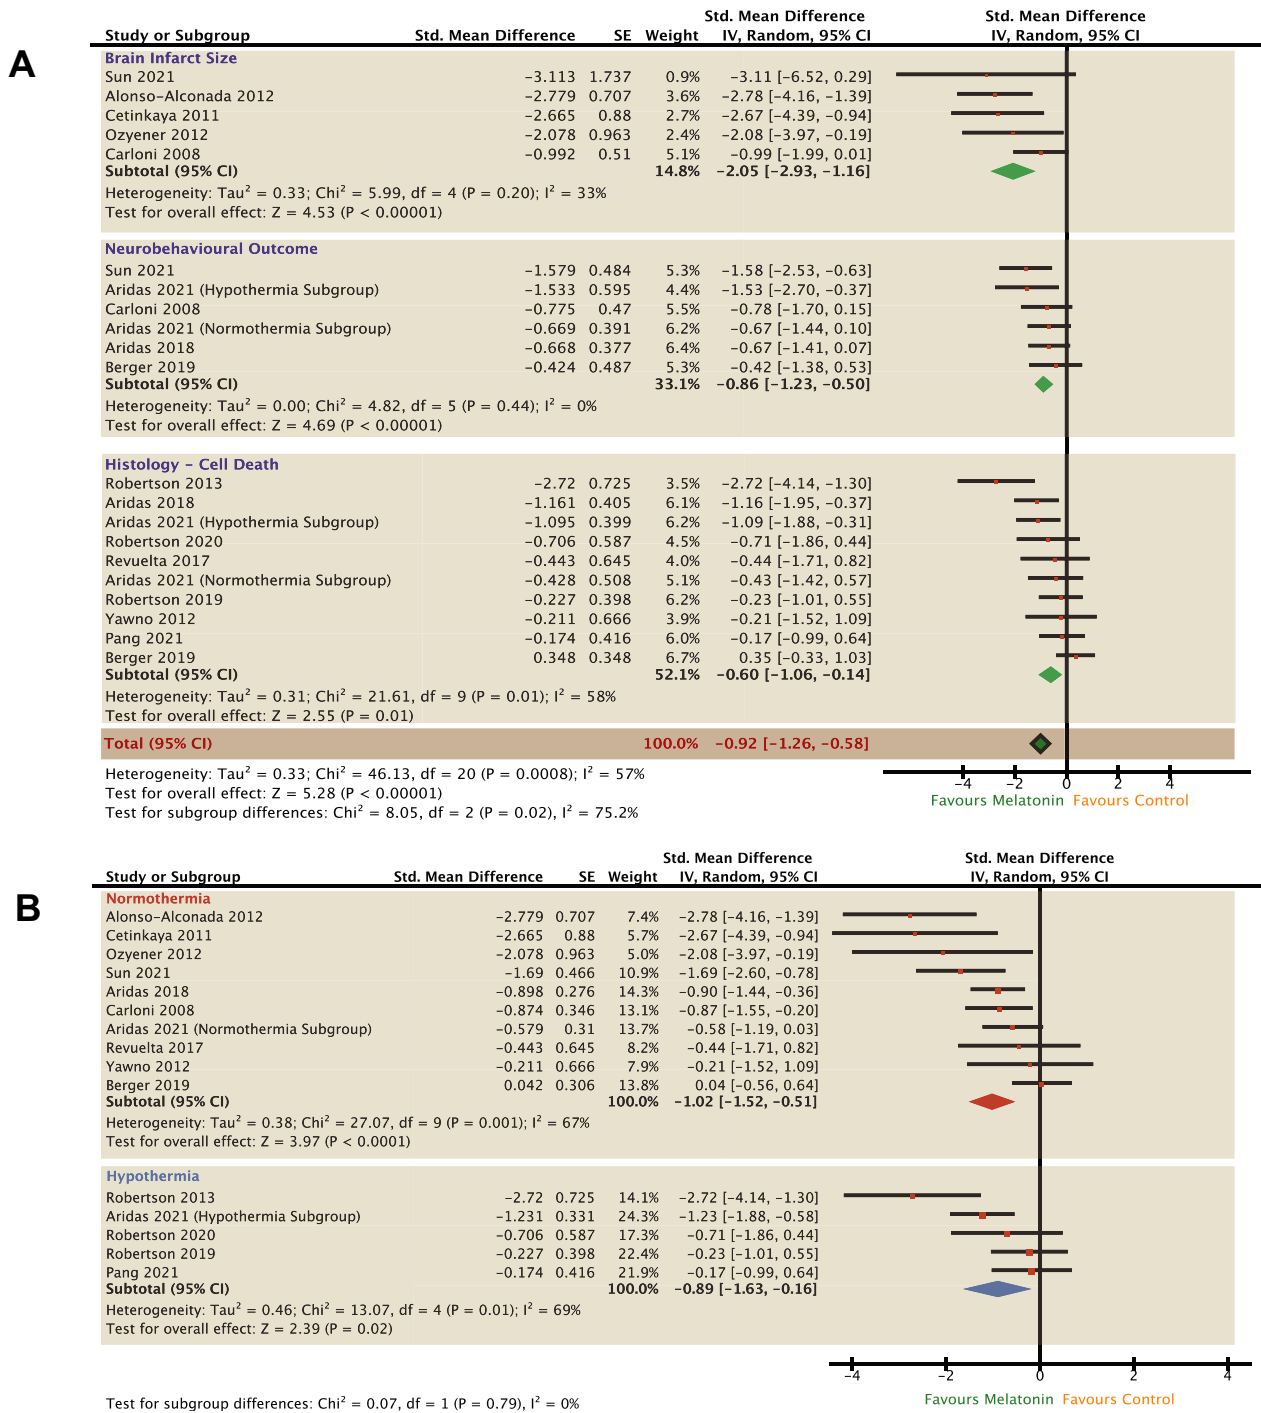 A
Std. Mean Difference Std. Mean Difference
Study or Subgroup Std. Mean Difference SE Weight IV, Random, 95% CI IV, Random, 95% CI
Brain Infarct Size
Sun 2021 −3.113 1.737 0.9% −3.11 [−6.52, 0.29]
Alonso-Alconada 2012 −2.779 0.707 3.6% −2.78 [−4.16, −1.39]
Cetinkaya 2011 −2.665 0.88 2.7% −2.67 [−4.39, −0.94]
Ozyener 2012 −2.078 0.963 2.4% −2.08 [−3.97, −0.19]
Carloni 2008 −0.992 0.51 5.1% −0.99 [−1.99, 0.01]
Subtotal (95% CI) 14.8% −2.05 [−2.93, −1.16]
Heterogeneity: Tau² = 0.33; Chi² = 5.99, df = 4 (P = 0.20); I² = 33%
Test for overall effect: Z = 4.53 (P < 0.00001)
Neurobehavioural Outcome
Sun 2021 −1.579 0.484 5.3% −1.58 [−2.53, −0.63]
Aridas 2021 (Hypothermia Subgroup) −1.533 0.595 4.4% −1.53 [−2.70, −0.37]
Carloni 2008 −0.775 0.47 5.5% −0.78 [−1.70, 0.15]
Aridas 2021 (Normothermia Subgroup) −0.669 0.391 6.2% −0.67 [−1.44, 0.10]
Aridas 2018 −0.668 0.377 6.4% −0.67 [−1.41, 0.07]
Berger 2019 −0.424 0.487 5.3% −0.42 [−1.38, 0.53]
Subtotal (95% CI) 33.1% −0.86 [−1.23, −0.50]
Heterogeneity: Tau² = 0.00; Chi² = 4.82, df = 5 (P = 0.44); I² = 0%
Test for overall effect: Z = 4.69 (P < 0.00001)
Histology − Cell Death
Robertson 2013 −2.72 0.725 3.5% −2.72 [−4.14, −1.30]
Aridas 2018 −1.161 0.405 6.1% −1.16 [−1.95, −0.37]
Aridas 2021 (Hypothermia Subgroup) −1.095 0.399 6.2% −1.09 [−1.88, −0.31]
Robertson 2020 −0.706 0.587 4.5% −0.71 [−1.86, 0.44]
Revuelta 2017 −0.443 0.645 4.0% −0.44 [−1.71, 0.82]
Aridas 2021 (Normothermia Subgroup) −0.428 0.508 5.1% −0.43 [−1.42, 0.57]
Robertson 2019 −0.227 0.398 6.2% −0.23 [−1.01, 0.55]
Yawno 2012 −0.211 0.666 3.9% −0.21 [−1.52, 1.09]
Pang 2021 −0.174 0.416 6.0% −0.17 [−0.99, 0.64]
Berger 2019 0.348 0.348 6.7% 0.35 [−0.33, 1.03]
Subtotal (95% CI) 52.1% −0.60 [−1.06, −0.14]
Heterogeneity: Tau² = 0.31; Chi² = 21.61, df = 9 (P = 0.01); I² = 58%
Test for overall effect: Z = 2.55 (P = 0.01)
Total (95% CI) 100.0% −0.92 [−1.26, −0.58]
Heterogeneity: Tau² = 0.33; Chi² = 46.13, df = 20 (P = 0.0008); I² = 57%
Test for overall effect: Z = 5.28 (P < 0.00001)
Test for subgroup differences: Chi² = 8.05, df = 2 (P = 0.02), I² = 75.2%
−4 −2 0 2 4
Favours Melatonin Favours Control
B
Std. Mean Difference Std. Mean Difference
Study or Subgroup Std. Mean Difference SE Weight IV, Random, 95% CI IV, Random, 95% CI
Normothermia
Alonso-Alconada 2012 −2.779 0.707 7.4% −2.78 [−4.16, −1.39]
Cetinkaya 2011 −2.665 0.88 5.7% −2.67 [−4.39, −0.94]
Ozyener 2012 −2.078 0.963 5.0% −2.08 [−3.97, −0.19]
Sun 2021 −1.69 0.466 10.9% −1.69 [−2.60, −0.78]
Aridas 2018 −0.898 0.276 14.3% −0.90 [−1.44, −0.36]
Carloni 2008 −0.874 0.346 13.1% −0.87 [−1.55, −0.20]
Aridas 2021 (Normothermia Subgroup) −0.579 0.31 13.7% −0.58 [−1.19, 0.03]
Revuelta 2017 −0.443 0.645 8.2% −0.44 [−1.71, 0.82]
Yawno 2012 −0.211 0.666 7.9% −0.21 [−1.52, 1.09]
Berger 2019 0.042 0.306 13.8% 0.04 [−0.56, 0.64]
Subtotal (95% CI) 100.0% −1.02 [−1.52, −0.51]
Heterogeneity: Tau² = 0.38; Chi² = 27.07, df = 9 (P = 0.001); I² = 67%
Test for overall effect: Z = 3.97 (P < 0.0001)
Hypothermia
Robertson 2013 −2.72 0.725 14.1% −2.72 [−4.14, −1.30]
Aridas 2021 (Hypothermia Subgroup) −1.231 0.331 24.3% −1.23 [−1.88, −0.58]
Robertson 2020 −0.706 0.587 17.3% −0.71 [−1.86, 0.44]
Robertson 2019 −0.227 0.398 22.4% −0.23 [−1.01, 0.55]
Pang 2021 −0.174 0.416 21.9% −0.17 [−0.99, 0.64]
Subtotal (95% CI) 100.0% −0.89 [−1.63, −0.16]
Heterogeneity: Tau² = 0.46; Chi² = 13.07, df = 4 (P = 0.01); I² = 69%
Test for overall effect: Z = 2.39 (P = 0.02)
−4 −2 0 2 4
Favours Melatonin Favours Control
Test for subgroup differences: Chi² = 0.07, df = 1 (P = 0.79), I² = 0%